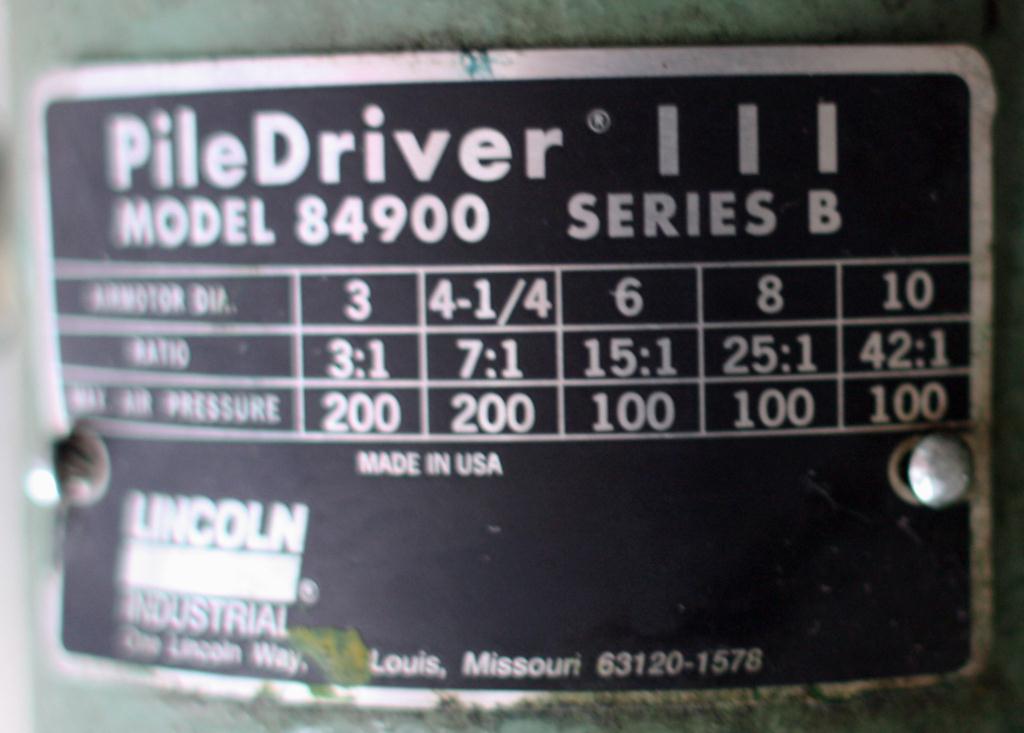 PileDriver® III
MODEL 84900 SERIES B
AIRMOTOR DIA. 3 4-1/4 6 8 10
RATIO 3:1 7:1 15:1 25:1 42:1
MAX AIR PRESSURE 200 200 100 100 100
MADE IN USA
LINCOLN
®
INDUSTRIAL
One Lincoln Way, Louis, Missouri 63120-1578